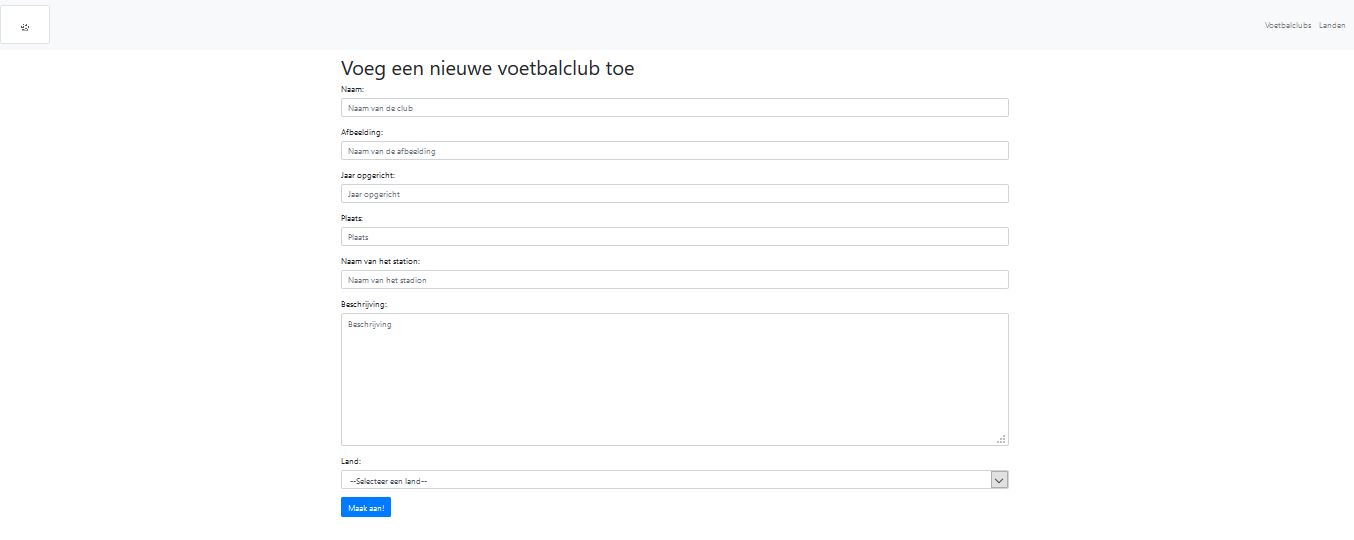 Voetbalclubs Landen
Voeg een nieuwe voetbalclub toe
Naam:
Naam van de club
Afbeelding:
Naam van de afbeelding
Jaar opgericht:
Jaar opgericht
Plaats:
Plaats
Naam van het station:
Naam van het stadion
Beschrijving:
Beschrijving
Land:
--Selecteer een land--
Maak aan!